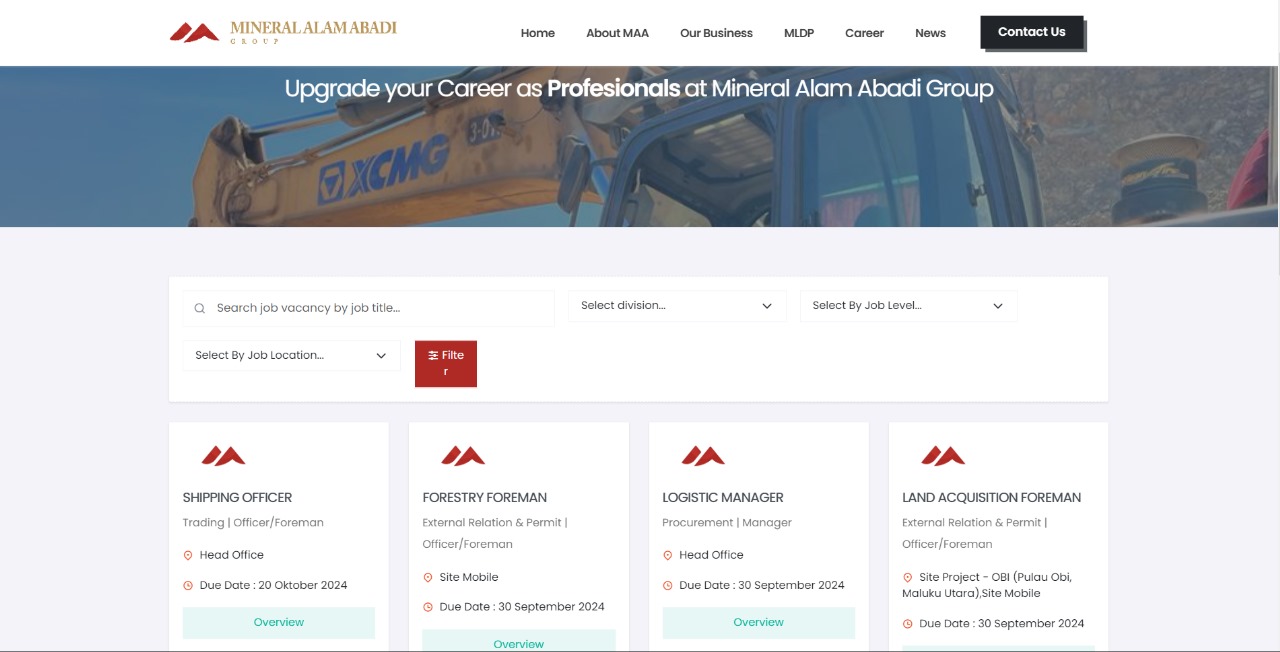 MINERAL ALAM ABADI
GROUP
Home
About MAA
Our Business
MLDP
Career
News
Contact Us
Upgrade your Career as Profesionals at Mineral Alam Abadi Group
XCMG
Search job vacancy by job title...
Select division...
Select By Job Level...
Select By Job Location...
Filte
r
SHIPPING OFFICER
Trading | Officer/Foreman
Head Office
Due Date : 20 Oktober 2024
Overview
FORESTRY FOREMAN
External Relation & Permit |
Officer/Foreman
Site Mobile
Due Date : 30 September 2024
Overview
LOGISTIC MANAGER
Procurement | Manager
Head Office
Due Date : 30 September 2024
Overview
LAND ACQUISITION FOREMAN
External Relation & Permit |
Officer/Foreman
Site Project - OBI (Pulau Obi,
Maluku Utara),Site Mobile
Due Date : 30 September 2024